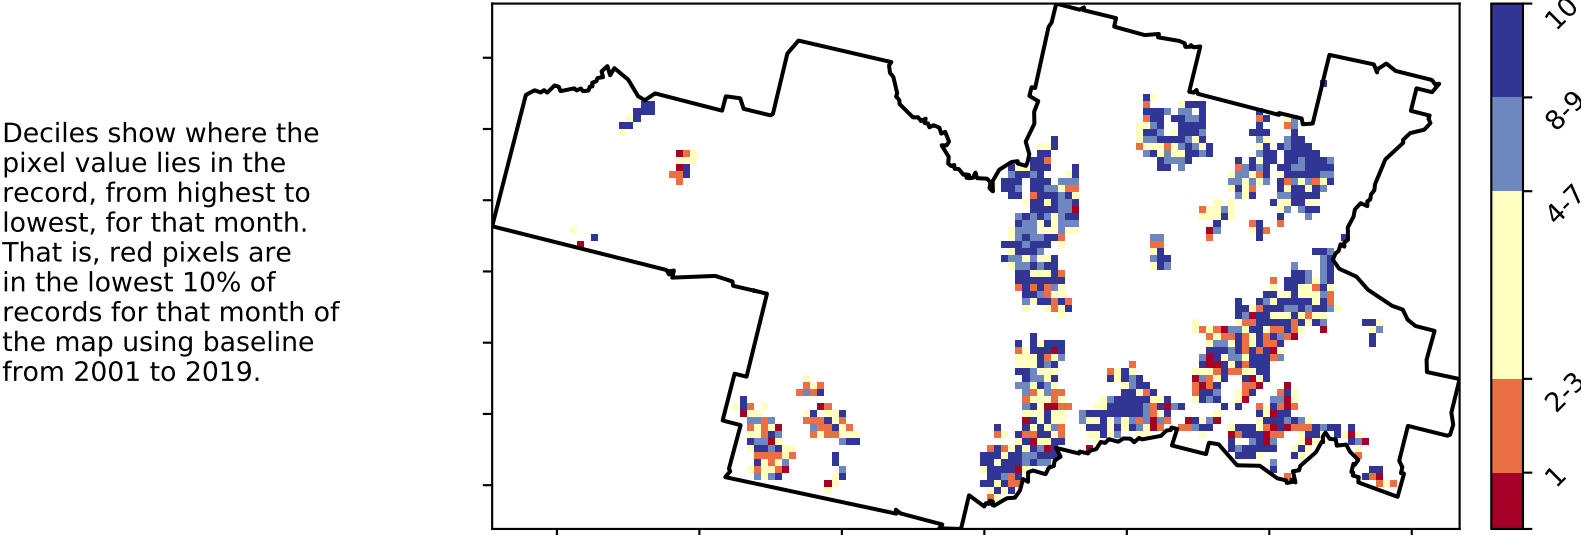 Deciles show where the
pixel value lies in the
record, from highest to
lowest, for that month.
That is, red pixels are
in the lowest 10% of
records for that month of
the map using baseline
from 2001 to 2019.
10
8-9
4-7
2-3
1